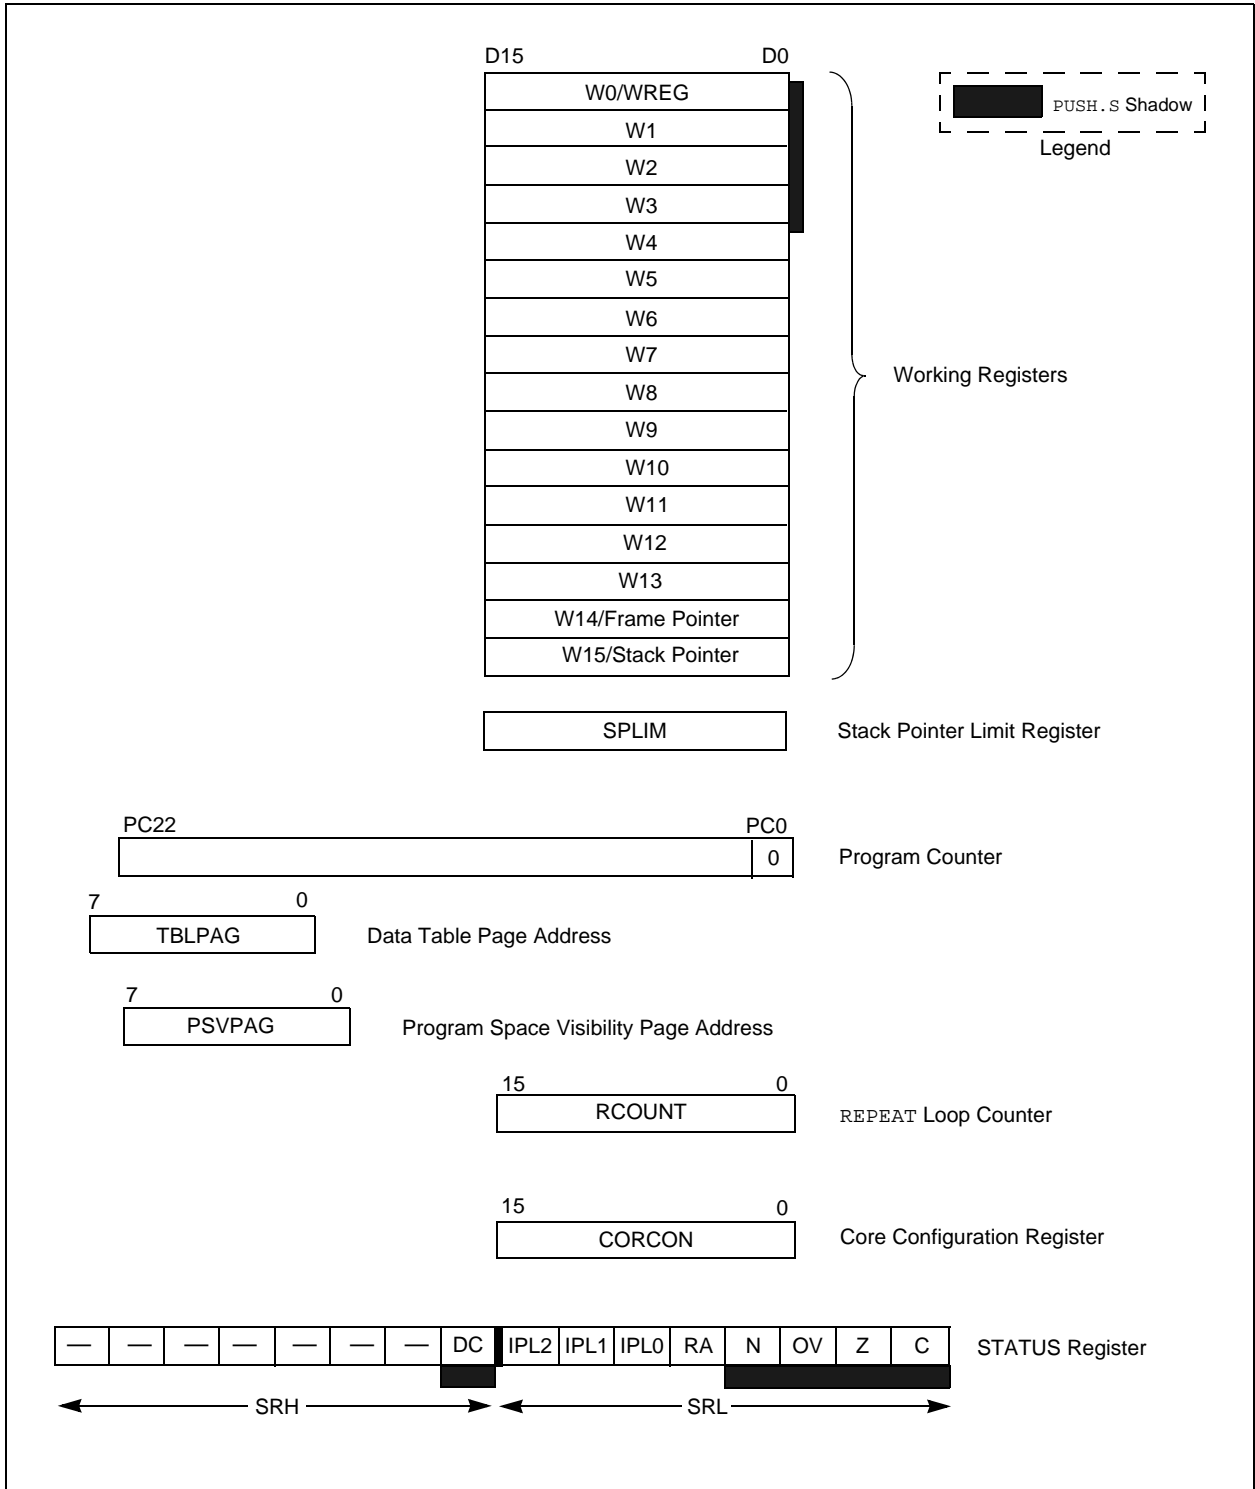 D15 D0
W0/WREG
W1
W2
W3
W4
W5
W6
W7
W8
W9
W10
W11
W12
W13
W14/Frame Pointer
W15/Stack Pointer
PUSH.S Shadow
Legend
Working Registers
SPLIM Stack Pointer Limit Register
PC22 PC0
0 Program Counter
7 0
TBLPAG Data Table Page Address
7 0
PSVPAG Program Space Visibility Page Address
15 0
RCOUNT REPEAT Loop Counter
15 0
CORCON Core Configuration Register
— — — — — — — DC IPL2 IPL1 IPL0 RA N OV Z C STATUS Register
SRH SRL